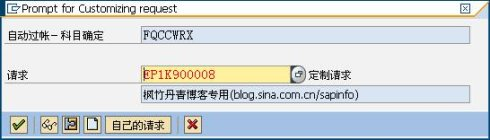 Prompt for Customizing request
自动过帐－科目确定 FQCCWRX
请求 EP1K900008 定制请求
枫竹丹青博客专用(blog.sina.com.cn/sapinfo)
自己的请求